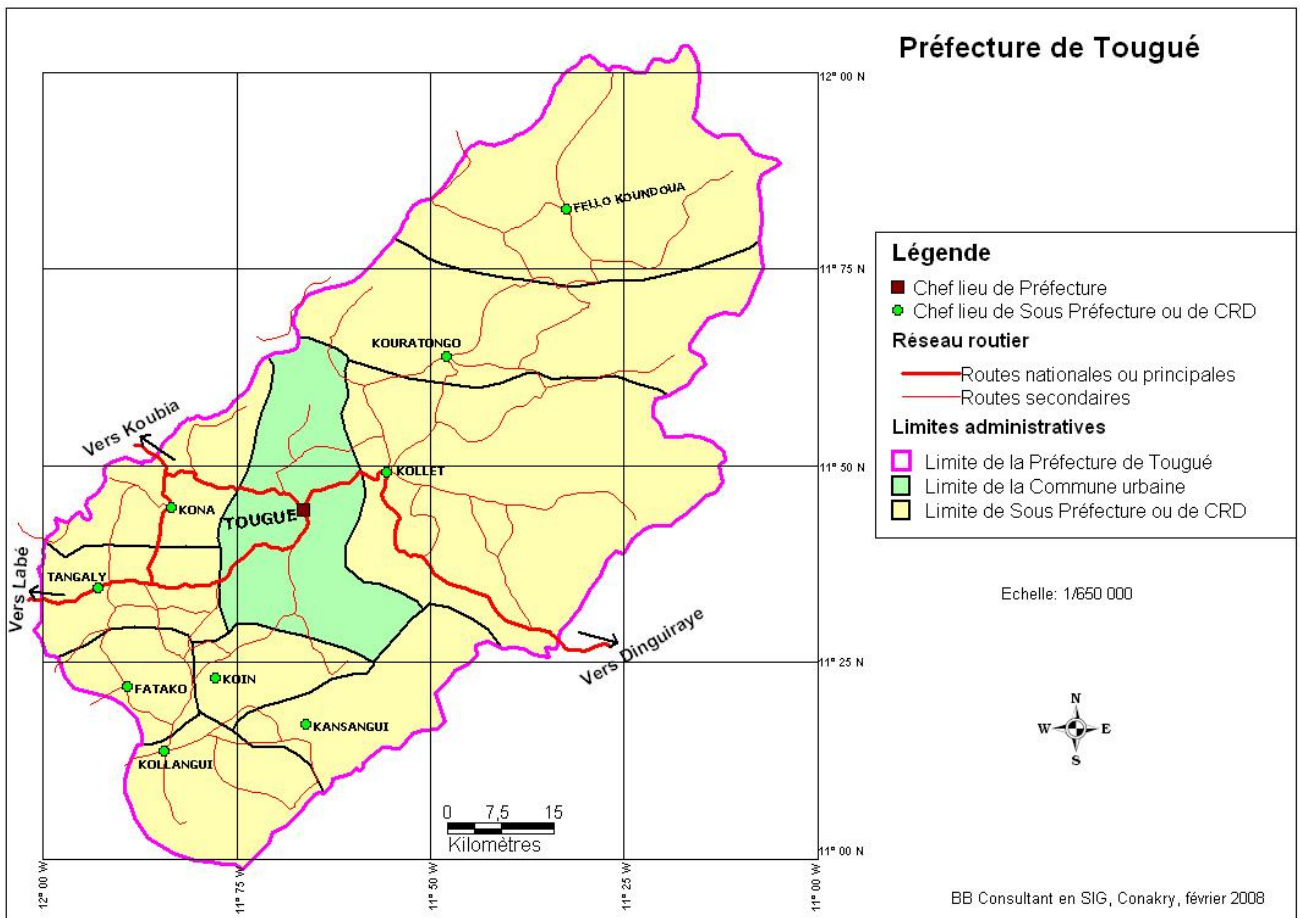 Préfecture de Tougué
12° 00 N
FELLO KOUNDOUA
11° 75 N
KOURATONGO
Vers Koubia
11° 50 N
KOLLET
KONA
TOUGUE
TANGALY
Vers Labé
Vers Dinguiraye
11° 25 N
KOIN
FATAKO
KANSANGUI
KOLLANGUI
0 7,5 15
Kilomètres
11° 00 N
12° 00 W
11° 75 W
11° 50 W
11° 25 W
11° 00 W
Légende
Chef lieu de Préfecture
Chef lieu de Sous Préfecture ou de CRD
Réseau routier
Routes nationales ou principales
Routes secondaires
Limites administratives
Limite de la Préfecture de Tougué
Limite de la Commune urbaine
Limite de Sous Préfecture ou de CRD
Echelle: 1/650 000
N
W E
S
BB Consultant en SIG, Conakry, février 2008